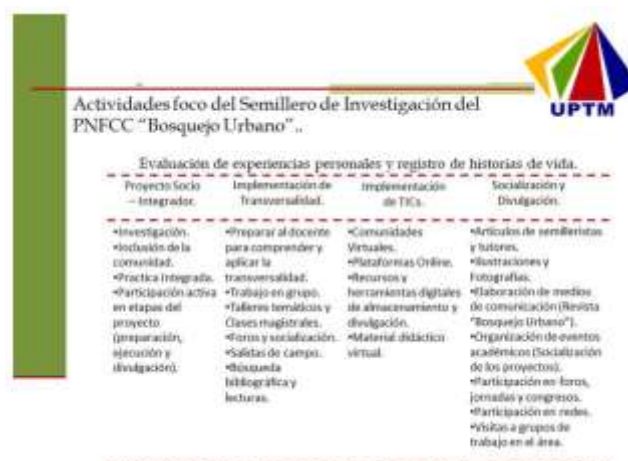 UPTM
Actividades foco del Semillero de Investigación del
PNFCC “Bosquejo Urbano”..
Evaluación de experiencias personales y registro de historias de vida.
Proyecto Socio
– Integrador.
•Investigación.
•Inclusión de la
comunidad.
•Practica Integrada.
•Participación activa
en etapas del
proyecto
(preparación,
ejecución y
divulgación).
Implementación de
Transversalidad.
•Preparar al docente
para comprender y
aplicar la
transversalidad.
•Trabajo en grupo.
•Talleres temáticos y
Clases magistrales.
•Foros y socialización.
•Salidas de campo.
•Búsqueda
bibliográfica y
lecturas.
Implementación
de TICs.
•Comunidades
Virtuales.
•Plataformas Online.
•Recursos y
herramientas digitales
de almacenamiento y
divulgación.
•Material didáctico
virtual.
Socialización y
Divulgación.
•Artículos de semilleristas
y tutores.
•Ilustraciones y
Fotografías.
•Elaboración de medios
de comunicación (Revista
“Bosquejo Urbano”).
•Organización de eventos
académicos (Socialización
de los proyectos).
•Participación en foros,
jornadas y congresos.
•Participación en redes.
•Visitas a grupos de
trabajo en el área.